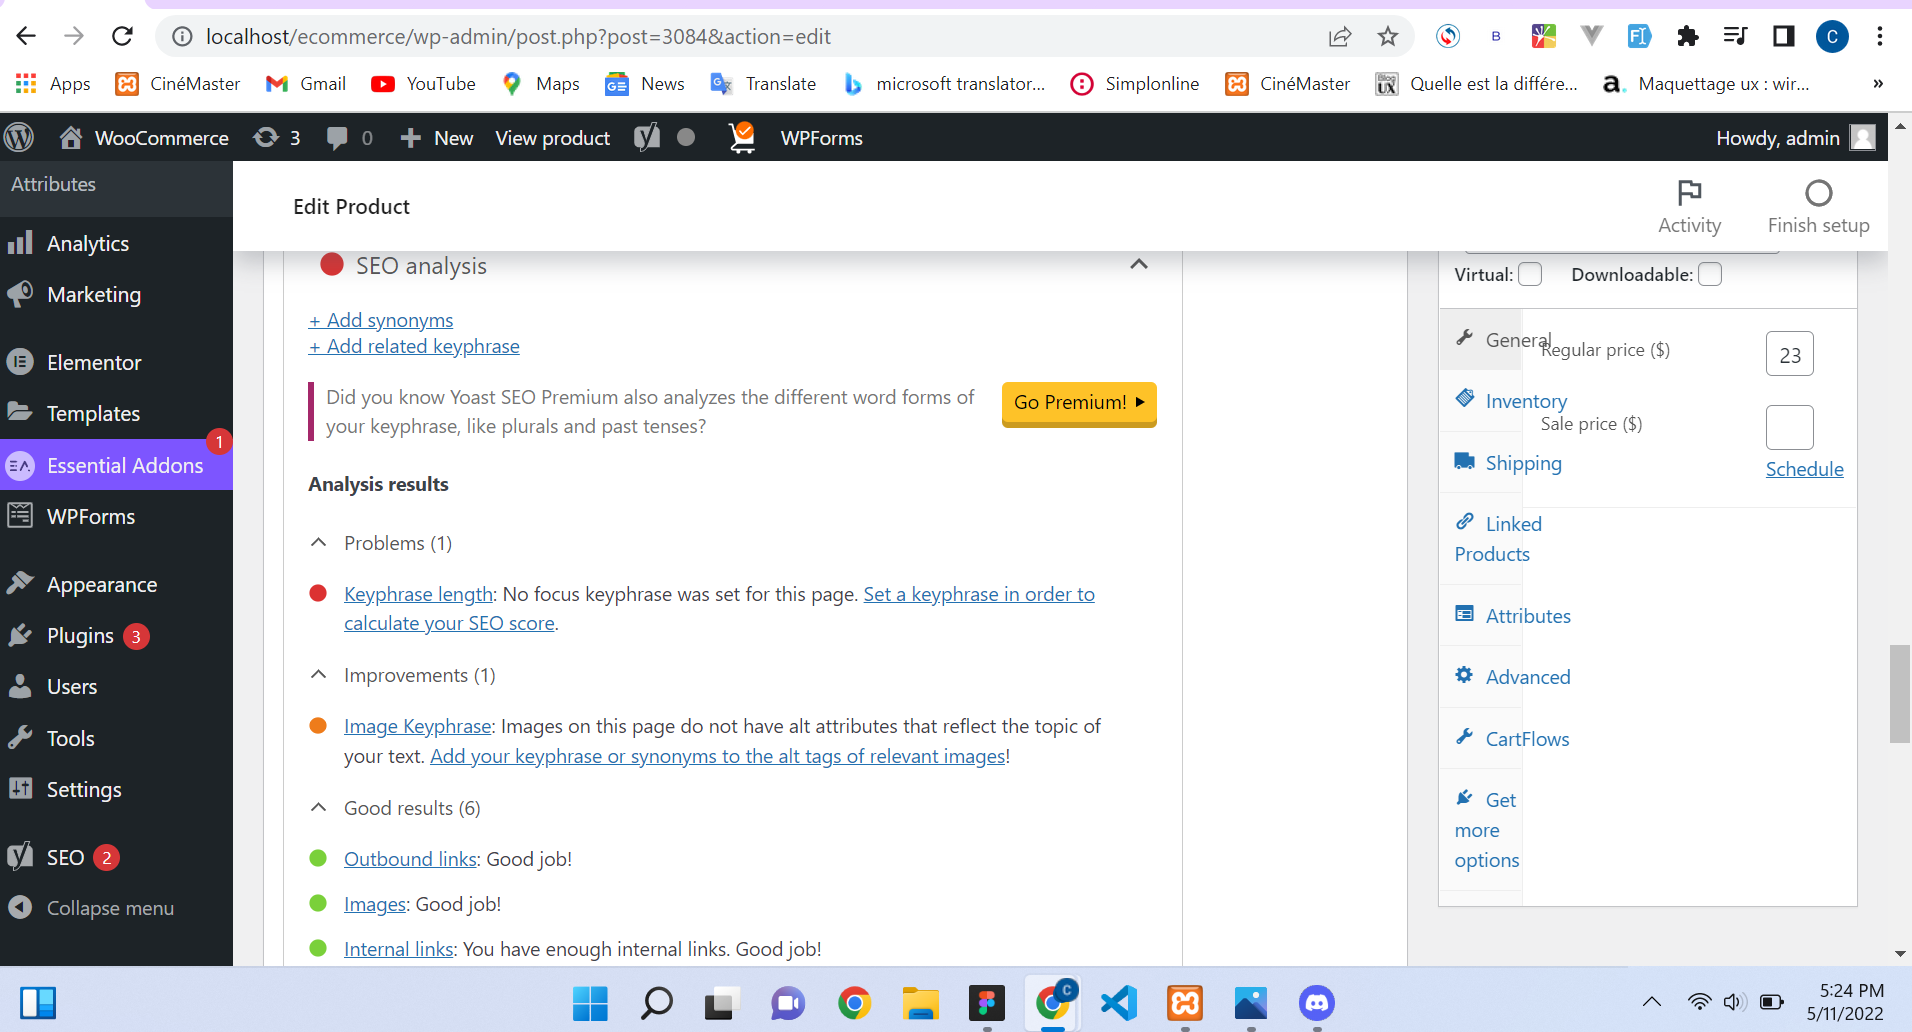 localhost/ecommerce/wp-admin/post.php?post=3084&action=edit
B
C
Apps
CinéMaster
Gmail
YouTube
Maps
News
Translate
microsoft translator...
Simplonline
CinéMaster
Quelle est la différe...
Maquettage ux : wir...
»
WooCommerce
3
0
New
View product
WPForms
Howdy, admin
Attributes
Analytics
Marketing
Elementor
Templates
1
Essential Addons
WPForms
Appearance
Plugins 3
Users
Tools
Settings
SEO 2
Collapse menu
Edit Product
Activity
Finish setup
SEO analysis
+ Add synonyms
+ Add related keyphrase
Did you know Yoast SEO Premium also analyzes the different word forms of
your keyphrase, like plurals and past tenses?
Go Premium!
Analysis results
Problems (1)
Keyphrase length: No focus keyphrase was set for this page. Set a keyphrase in order to
calculate your SEO score.
Improvements (1)
Image Keyphrase: Images on this page do not have alt attributes that reflect the topic of
your text. Add your keyphrase or synonyms to the alt tags of relevant images!
Good results (6)
Outbound links: Good job!
Images: Good job!
Internal links: You have enough internal links. Good job!
Virtual:
Downloadable:
General
Inventory
Shipping
Linked
Products
Attributes
Advanced
CartFlows
Get
more
options
Regular price ($)
23
Sale price ($)
Schedule
C
5:24 PM
5/11/2022